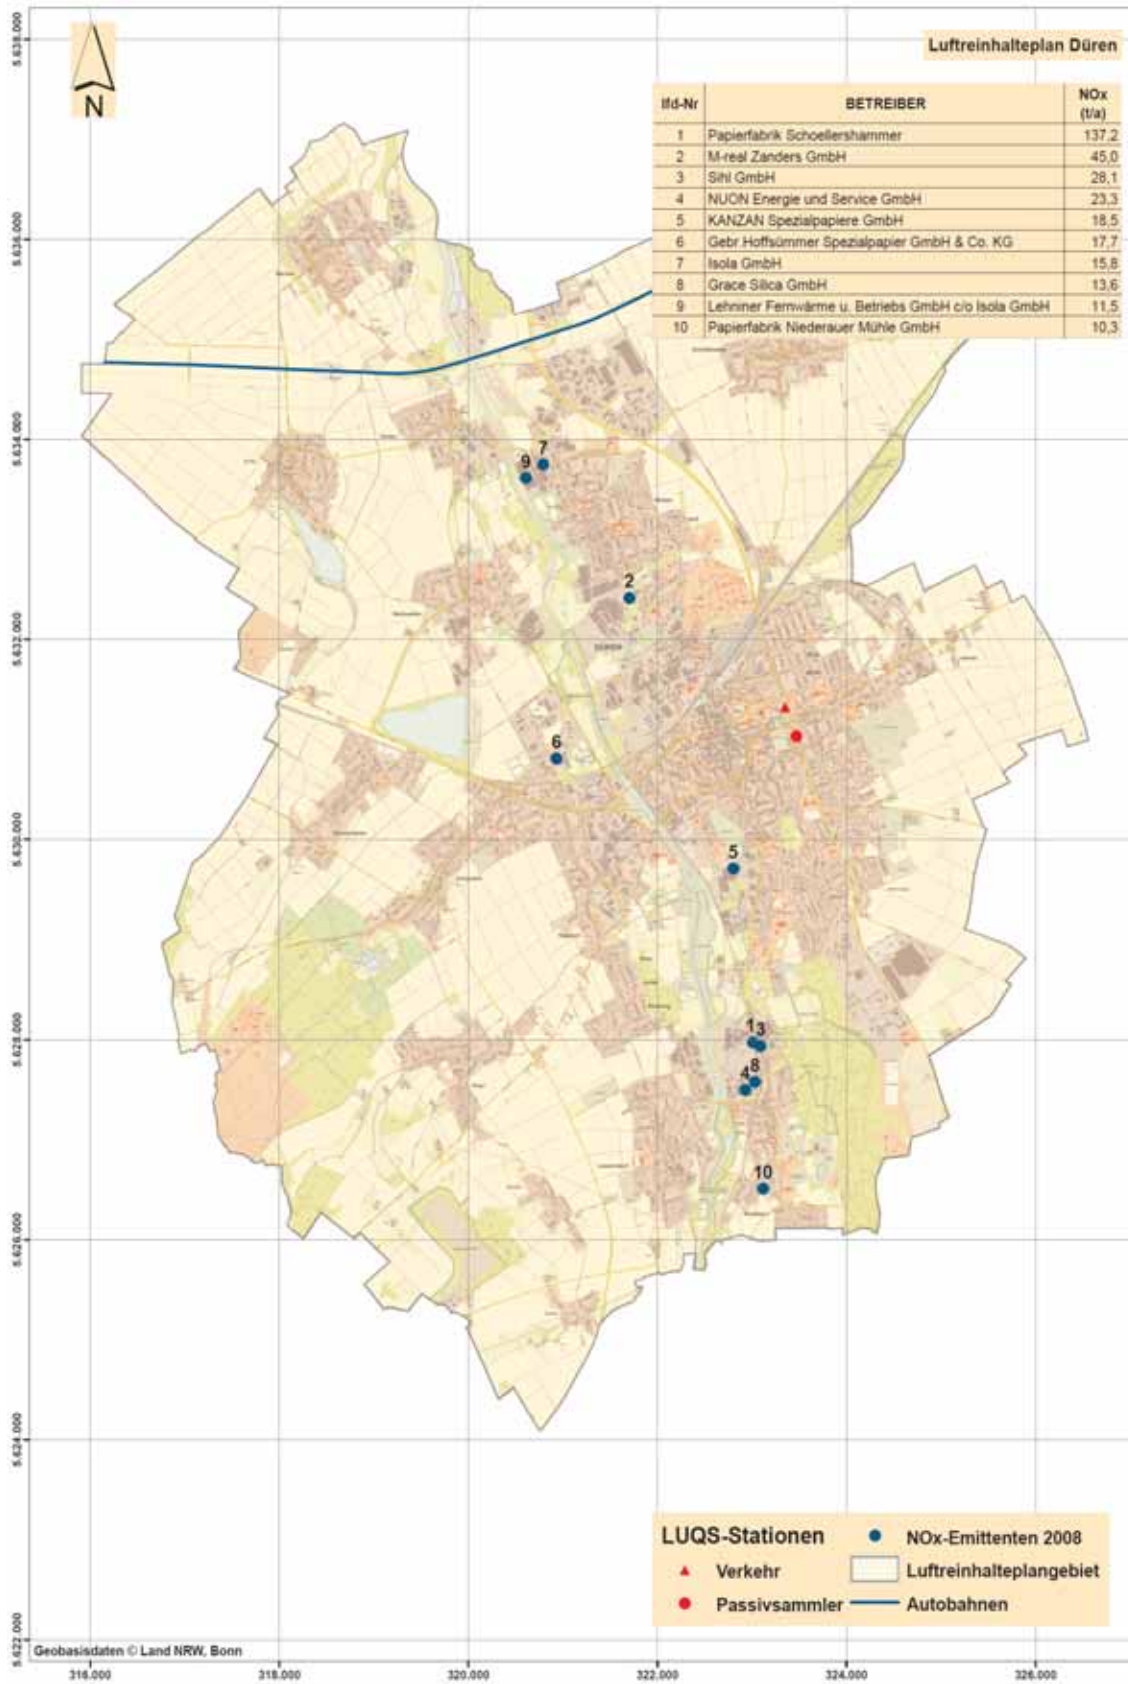 Luftreinhalteplan Düren
N
lfd-Nr BETREIBER NOx (t/a)
1 Papierfabrik Schoellershammer 137,2
2 M-real Zanders GmbH 45,0
3 Sihl GmbH 28,1
4 NUON Energie und Service GmbH 23,3
5 KANZAN Spezialpapiere GmbH 18,5
6 Gebr.Hoffsümmer Spezialpapier GmbH & Co. KG 17,7
7 Isola GmbH 15,8
8 Grace Silica GmbH 13,6
9 Lehniner Fernwärme u. Betriebs GmbH c/o Isola GmbH 11,5
10 Papierfabrik Niederauer Mühle GmbH 10,3
5.638.000
5.636.000
5.634.000
5.632.000
5.630.000
5.628.000
5.626.000
5.624.000
5.622.000
7
9
2
DÜREN
6
5
1 3
8
4
10
LUQS-Stationen
Verkehr
Passivsammler
NOx-Emittenten 2008
Luftreinhalteplangebiet
Autobahnen
Geobasisdaten © Land NRW, Bonn
316.000 318.000 320.000 322.000 324.000 326.000